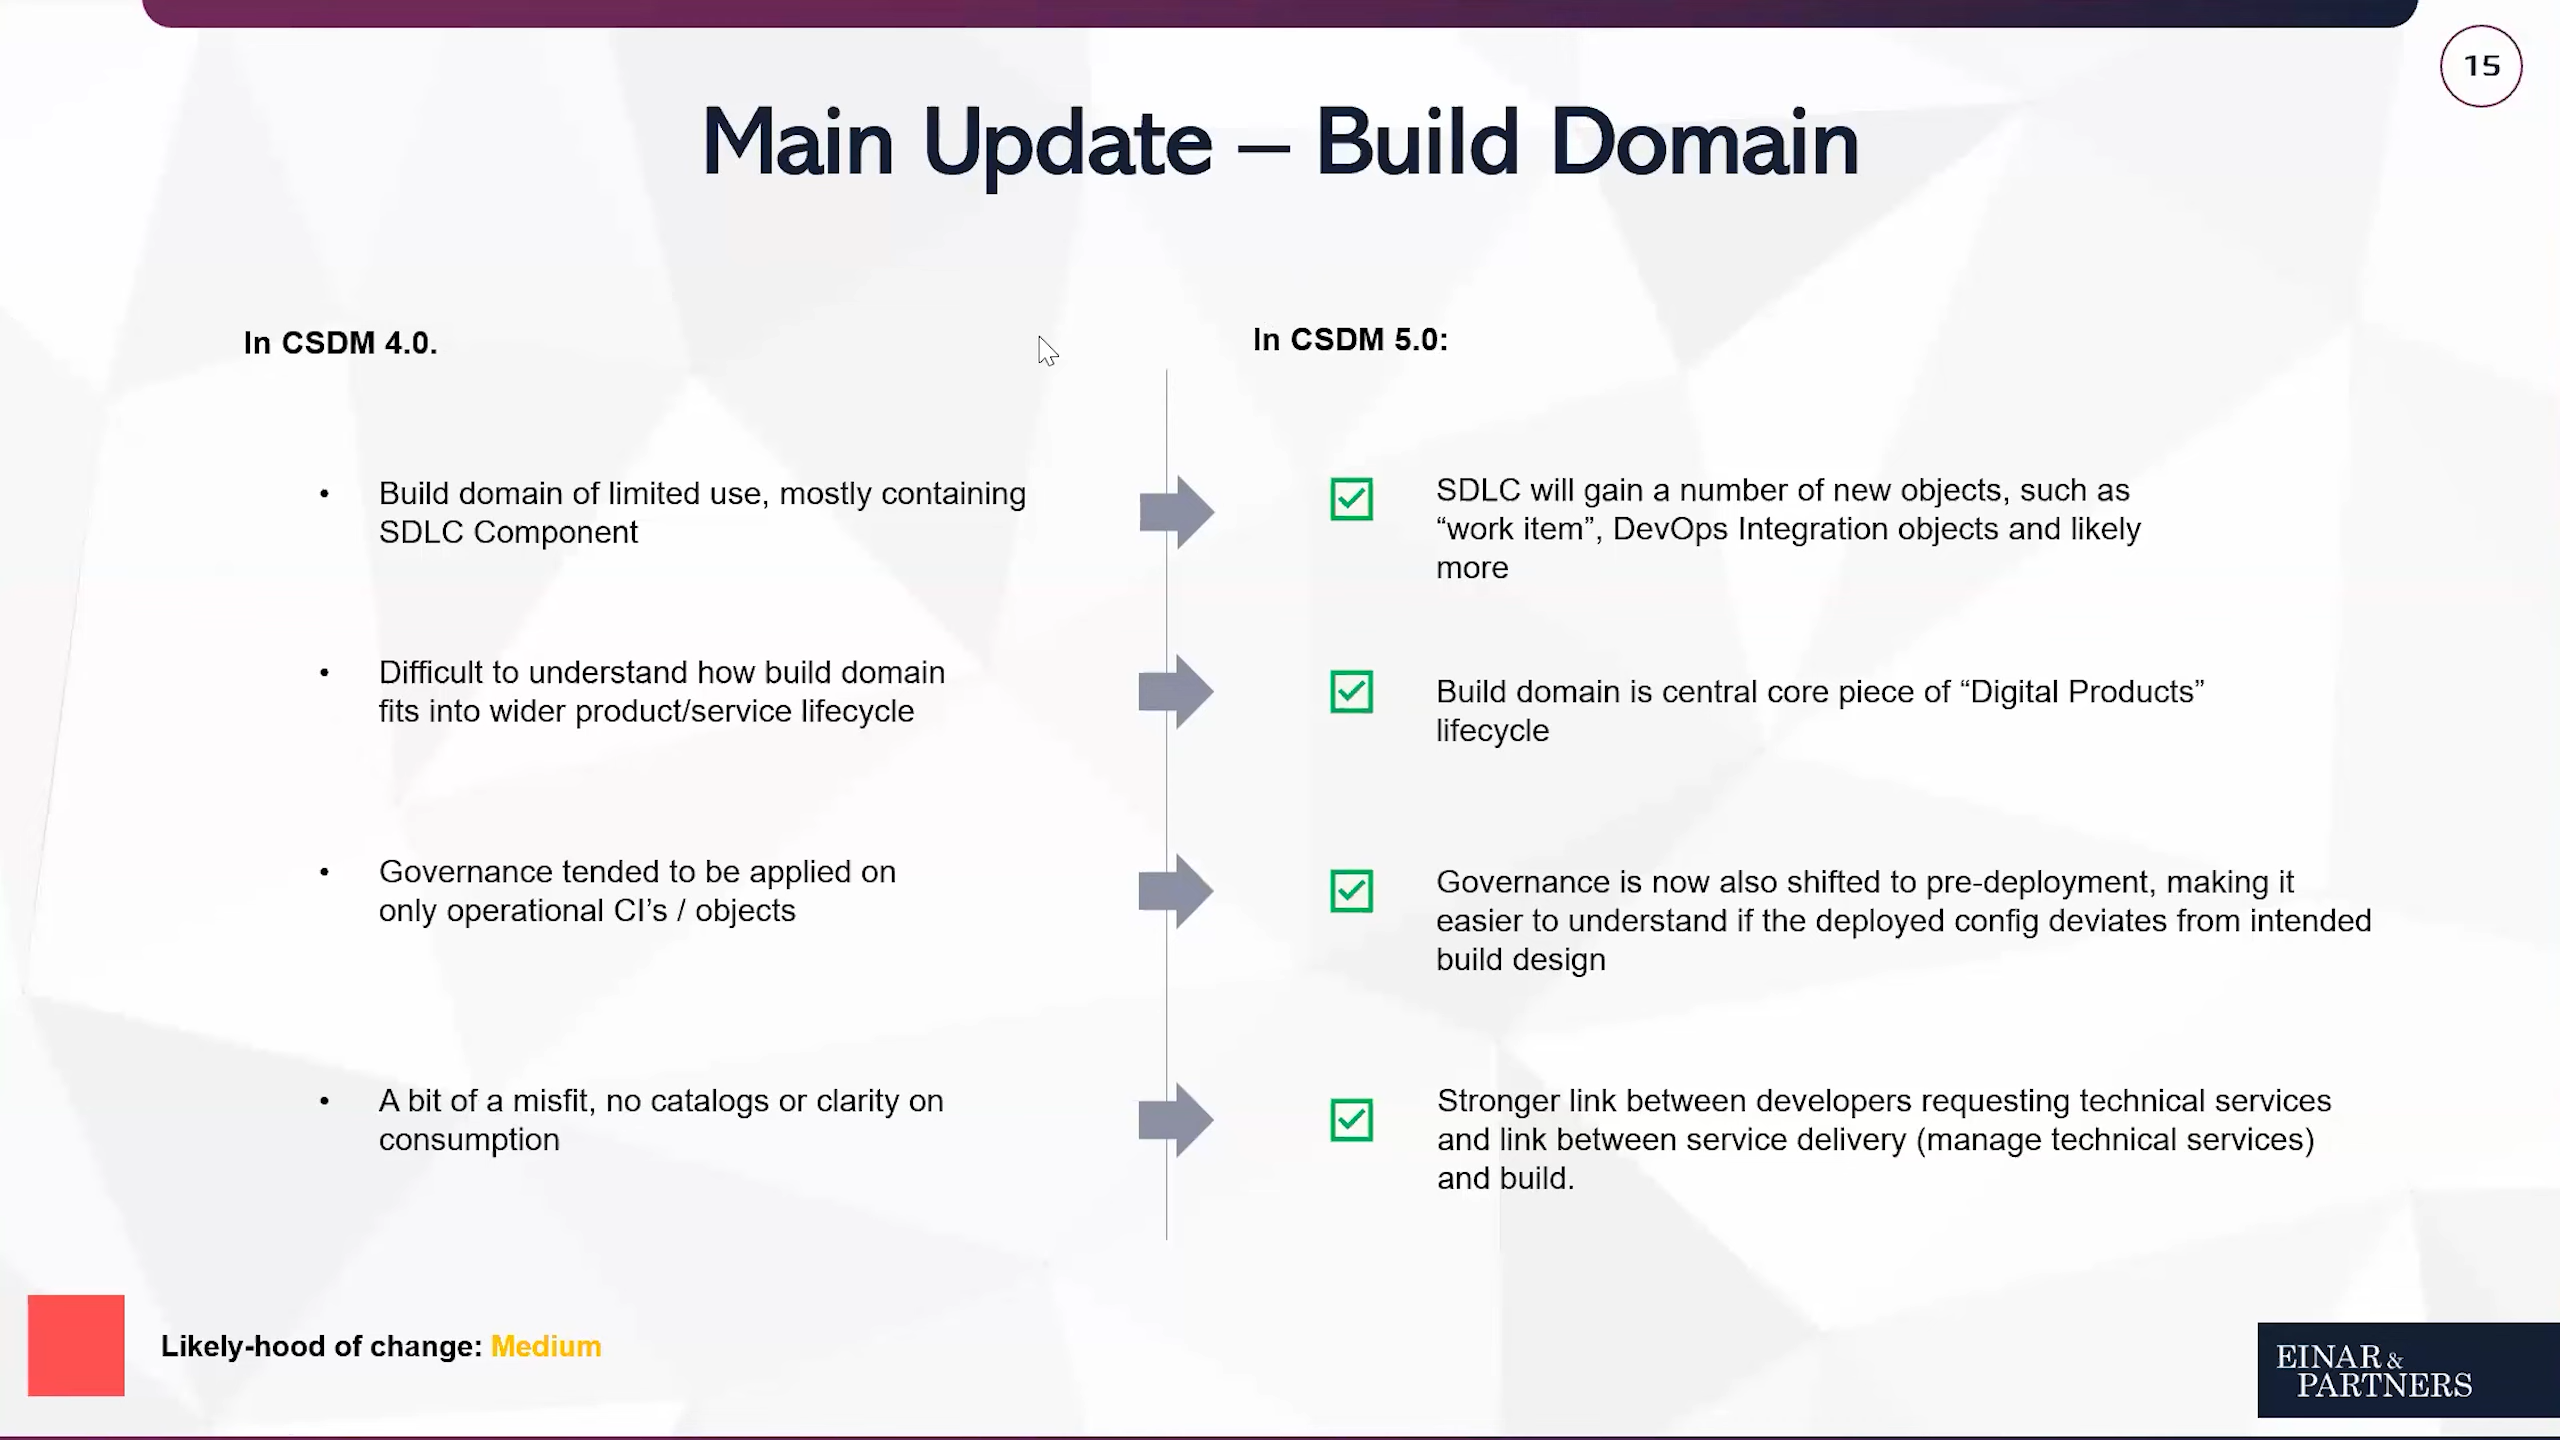 15
Main Update – Build Domain
In CSDM 4.0.
• Build domain of limited use, mostly containing
SDLC Component
• Difficult to understand how build domain
fits into wider product/service lifecycle
• Governance tended to be applied on
only operational CI’s / objects
• A bit of a misfit, no catalogs or clarity on
consumption
In CSDM 5.0:
SDLC will gain a number of new objects, such as
“work item”, DevOps Integration objects and likely
more
Build domain is central core piece of “Digital Products”
lifecycle
Governance is now also shifted to pre-deployment, making it
easier to understand if the deployed config deviates from intended
build design
Stronger link between developers requesting technical services
and link between service delivery (manage technical services)
and build.
Likely-hood of change: Medium
EINAR &
PARTNERS